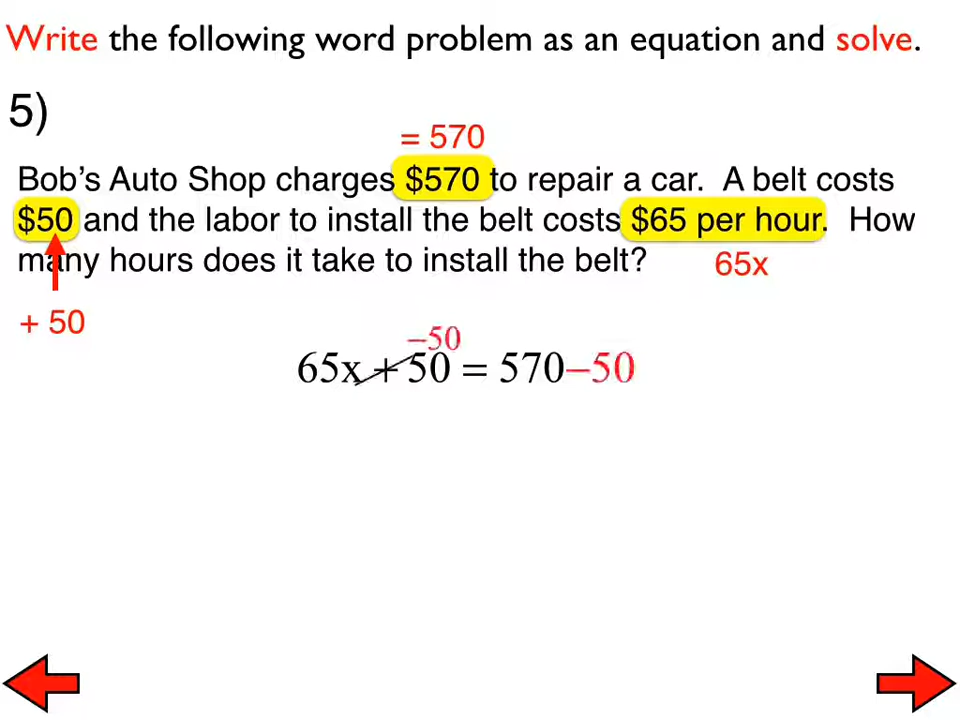 Write the following word problem as an equation and solve.
5)
= 570
Bob's Auto Shop charges $570 to repair a car. A belt costs
$50 and the labor to install the belt costs $65 per hour. How
many hours does it take to install the belt?
65x
+ 50
−50
65x + 50 = 570−50